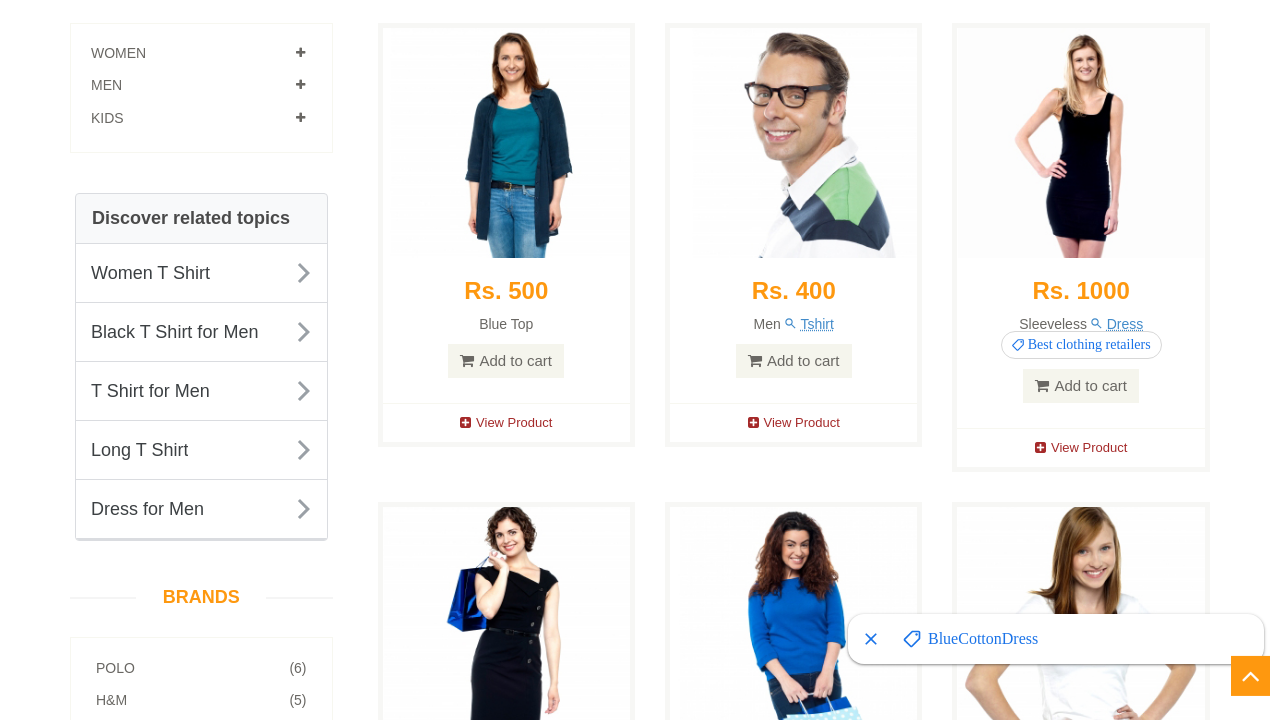 WOMEN
MEN
KIDS
Discover related topics
Women T Shirt
Black T Shirt for Men
T Shirt for Men
Long T Shirt
Dress for Men
BRANDS
POLO (6)
H&M (5)
Rs. 500
Blue Top
Add to cart
View Product
Rs. 400
Men Tshirt
Add to cart
View Product
Rs. 1000
Sleeveless Dress
Best clothing retailers
Add to cart
View Product
BlueCottonDress